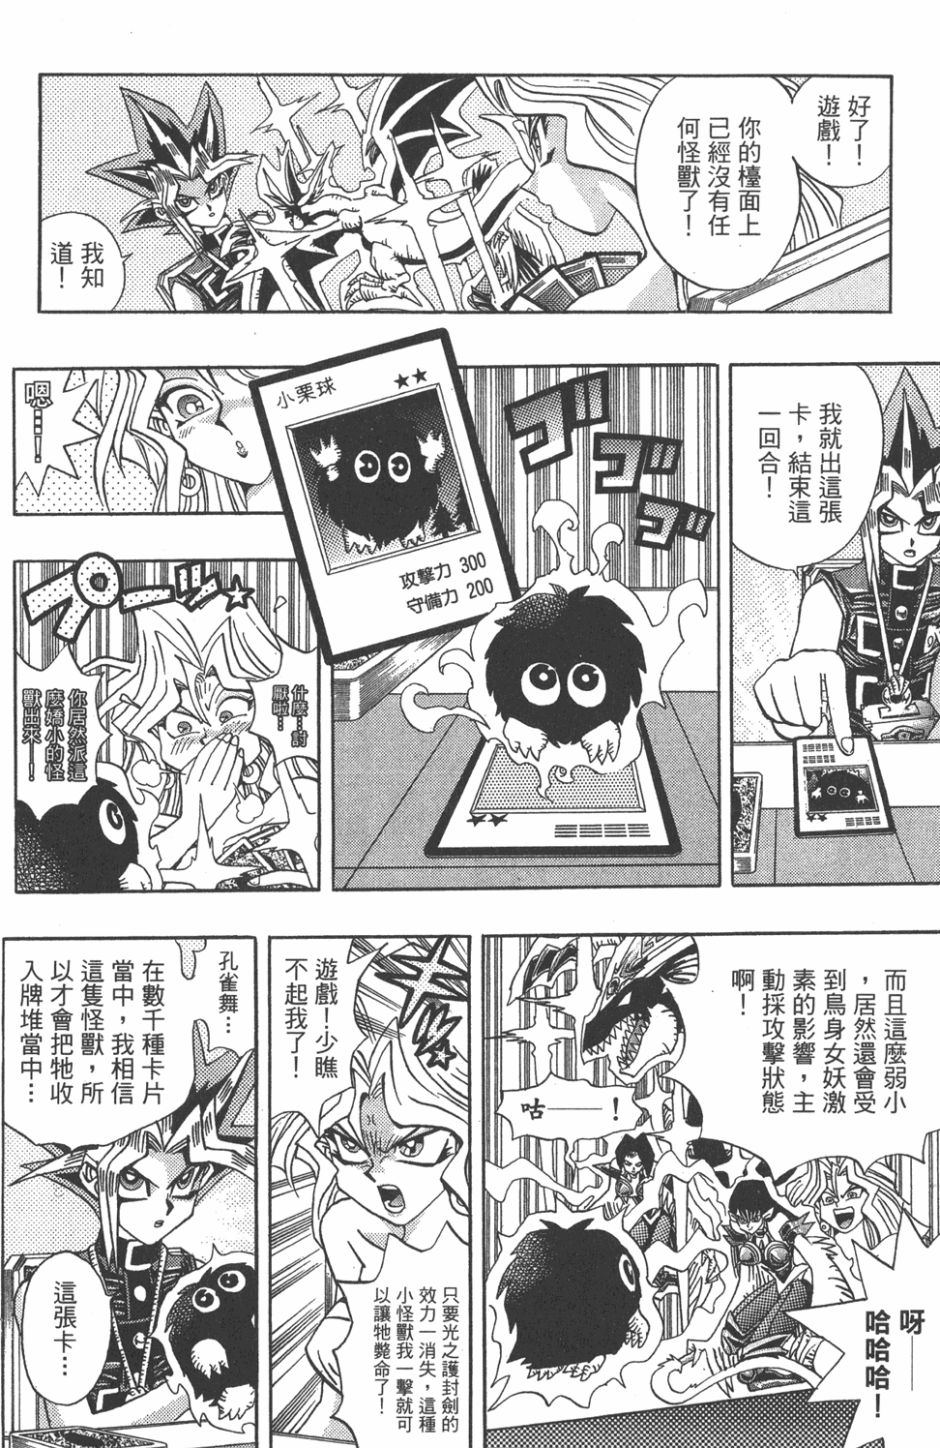 好了！
遊戲！
你的檯面上
已經沒有任
何怪獸了！
我知
道！
我就出這張
卡，結束這
一回合！
ゴゴゴ
小栗球
★★
攻擊力 300
守備力 200
嗯…！
プーッ☆
什麼…討
厭啦…
你居然派這
麼嬌小的怪
獸出來！
而且這麼弱小
，居然還會受
到鳥身女妖激
素的影響，主
動採攻擊狀態
啊！
咕——！
呀——
哈哈哈！
遊戲！少瞧
不起我了！
只要光之護封劍的
效力一消失，這種
小怪獸我一擊就可
以讓牠斃命了！
孔雀舞…
在數千種卡片
當中，我相信
這隻怪獸，所
以才會把牠收
入牌堆當中…
這張卡…